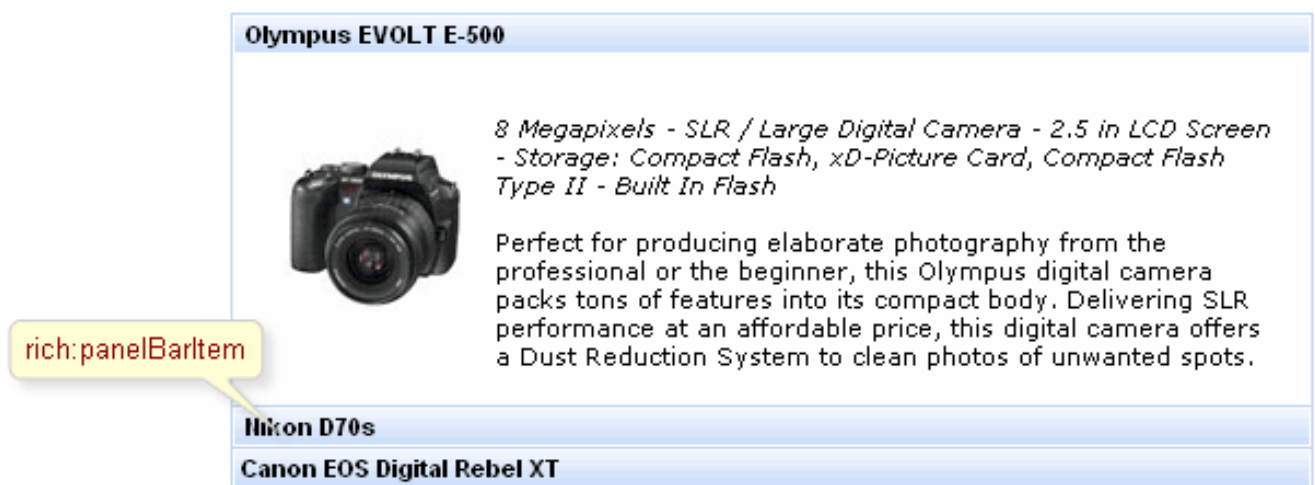 Olympus EVOLT E-500
8 Megapixels - SLR / Large Digital Camera - 2.5 in LCD Screen
- Storage: Compact Flash, xD-Picture Card, Compact Flash
Type II - Built In Flash
Perfect for producing elaborate photography from the
professional or the beginner, this Olympus digital camera
packs tons of features into its compact body. Delivering SLR
performance at an affordable price, this digital camera offers
a Dust Reduction System to clean photos of unwanted spots.
rich:panelBarItem
Nikon D70s
Canon EOS Digital Rebel XT
OLYMPUS